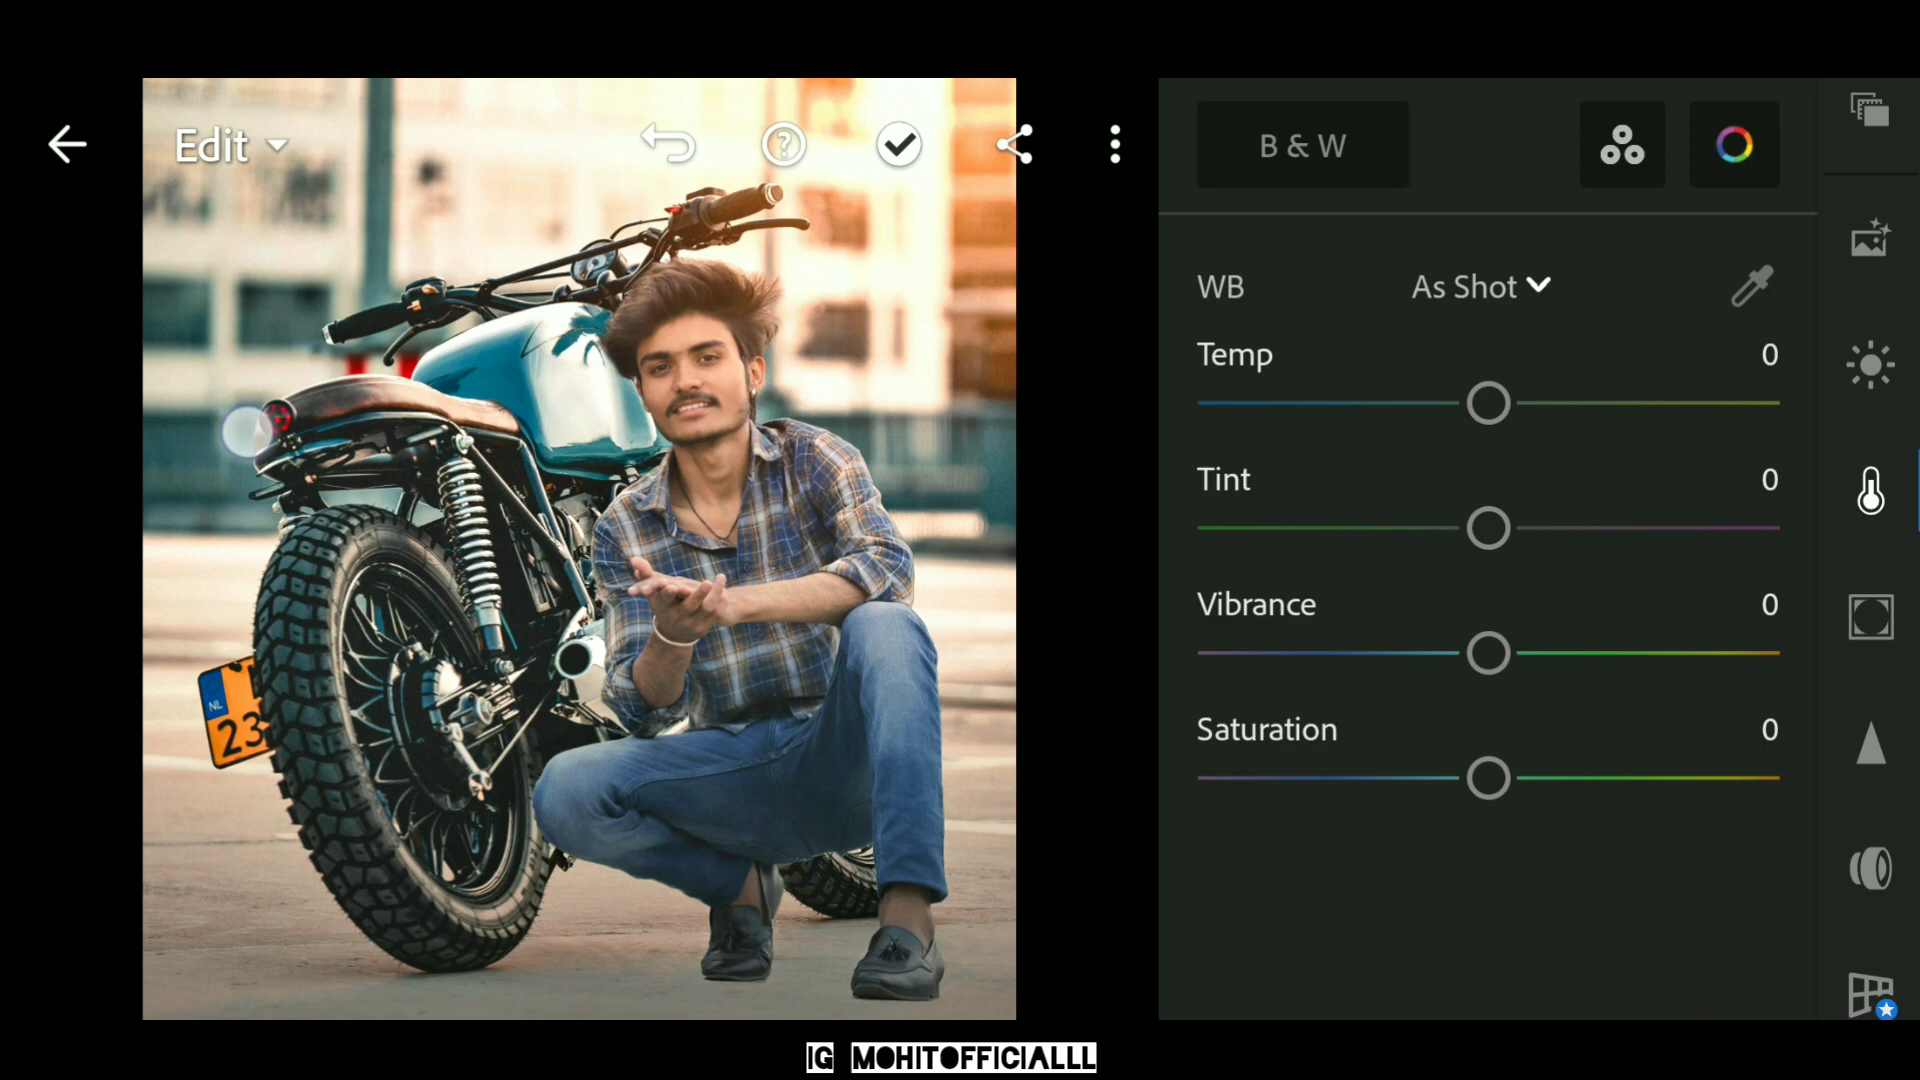 Edit
B & W
WB As Shot
Temp 0
Tint 0
Vibrance 0
Saturation 0
NL
23
IG MOHITOFFICIALLL